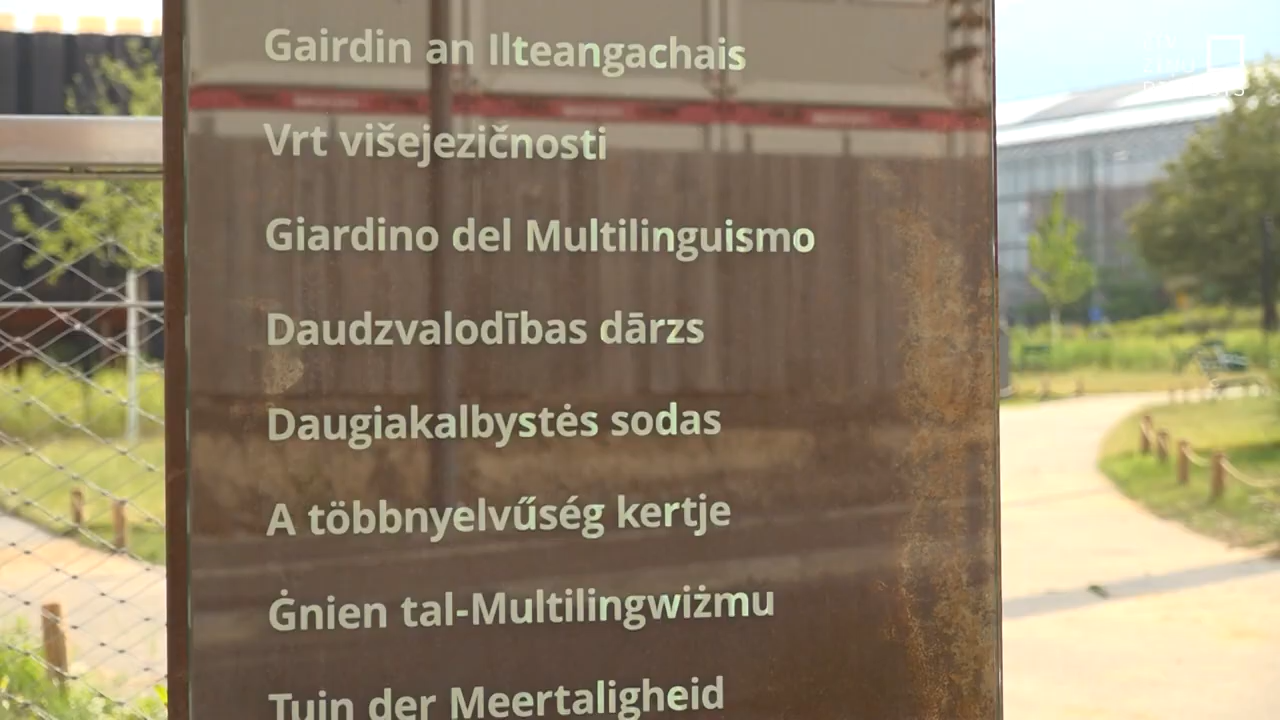 Gairdin an Ilteangachais
Vrt višejezičnosti
Giardino del Multilinguismo
Daudzvalodības dārzs
Daugiakalbystės sodas
A többnyelvűség kertje
Ġnien tal-Multilingwiżmu
Tuin der Meertaligheid